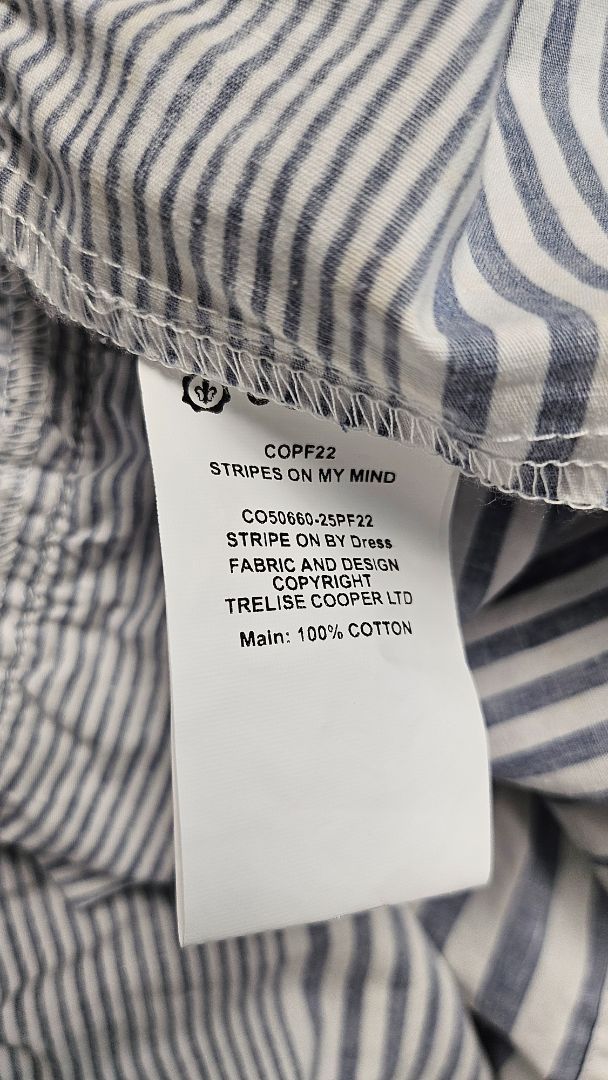 COPF22
STRIPES ON MY MIND
CO50660-25PF22
STRIPE ON BY Dress
FABRIC AND DESIGN
COPYRIGHT
TRELISE COOPER LTD
Main: 100% COTTON